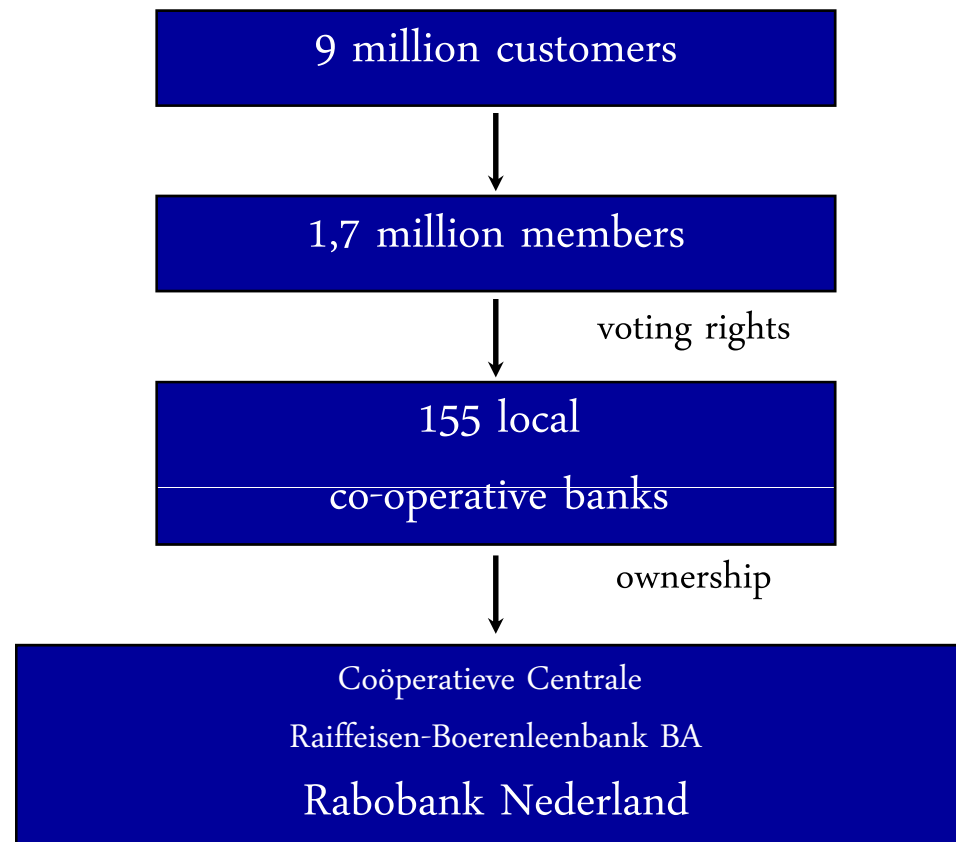 9 million customers
1,7 million members
voting rights
155 local
co-operative banks
ownership
Coöperatieve Centrale
Raiffeisen-Boerenleenbank BA
Rabobank Nederland